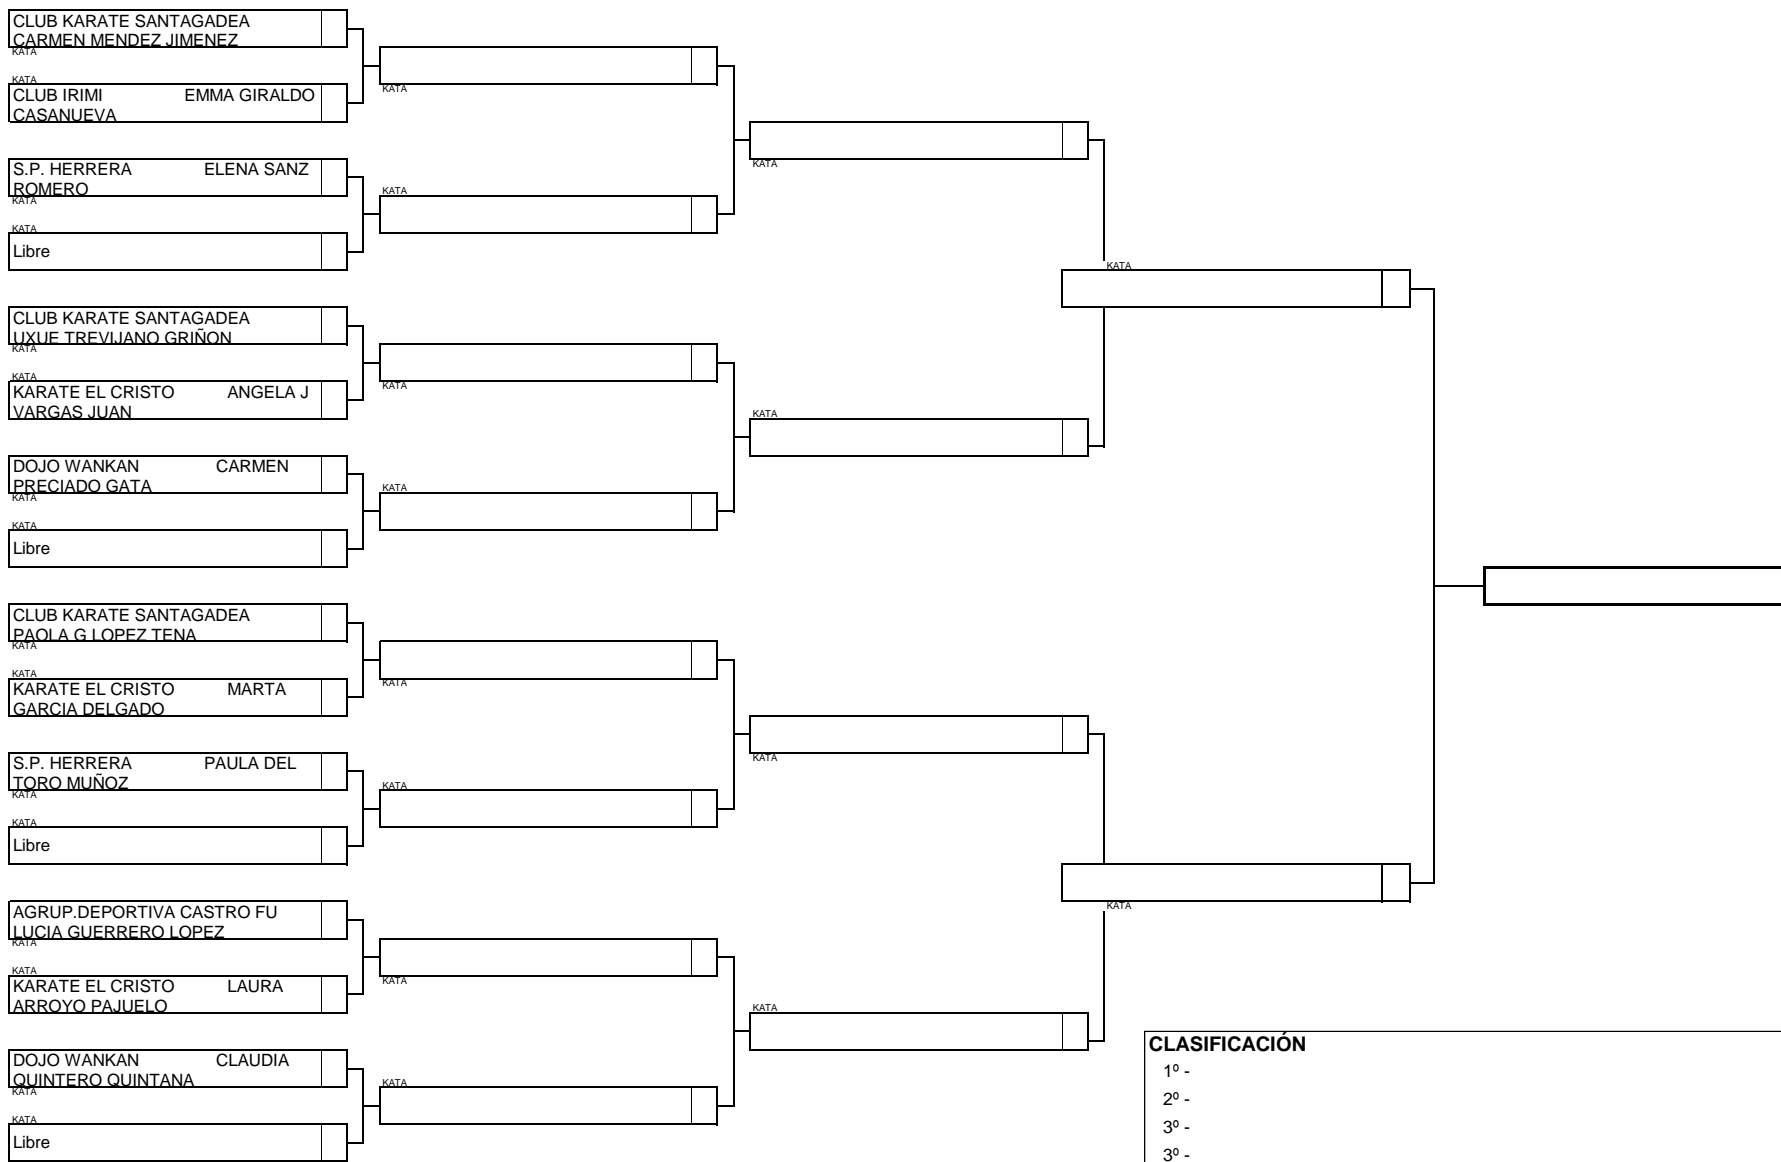 CLUB KARATE SANTAGADEA
CARMEN MENDEZ JIMENEZ
KATA
KATA
CLUB IRIMI EMMA GIRALDO
CASANUEVA
S.P. HERRERA ELENA SANZ
ROMERO
KATA
KATA
Libre
CLUB KARATE SANTAGADEA
UXUE TREVIJANO GRIÑON
KATA
KATA
KARATE EL CRISTO ANGELA J
VARGAS JUAN
DOJO WANKAN CARMEN
PRECIADO GATA
KATA
KATA
Libre
CLUB KARATE SANTAGADEA
PAOLA G LOPEZ TENA
KATA
KATA
KARATE EL CRISTO MARTA
GARCIA DELGADO
S.P. HERRERA PAULA DEL
TORO MUÑOZ
KATA
KATA
Libre
AGRUP.DEPORTIVA CASTRO FU
LUCIA GUERRERO LOPEZ
KATA
KATA
KARATE EL CRISTO LAURA
ARROYO PAJUELO
DOJO WANKAN CLAUDIA
QUINTERO QUINTANA
KATA
KATA
Libre
KATA
KATA
KATA
KATA
KATA
KATA
KATA
KATA
KATA
KATA
KATA
KATA
KATA
KATA
CLASIFICACIÓN
1º -
2º -
3º -
3º -